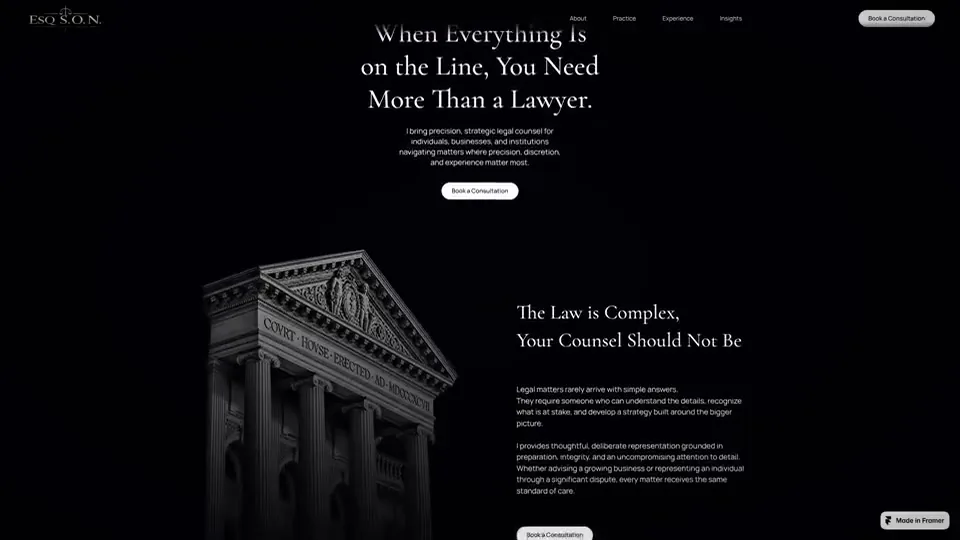 ESQ S.O.N.
About
Practice
Experience
Insights
Book a Consultation
When Everything Is
on the Line, You Need
More Than a Lawyer.
I bring precision, strategic legal counsel for
individuals, businesses, and institutions
navigating matters where precision, discretion,
and experience matter most.
Book a Consultation
COVRT · HOVSE · ERECTED · AD · MDCCCXCVII
The Law is Complex,
Your Counsel Should Not Be
Legal matters rarely arrive with simple answers.
They require someone who can understand the details, recognize
what is at stake, and develop a strategy built around the bigger
picture.
I provides thoughtful, deliberate representation grounded in
preparation, integrity, and an uncompromising attention to detail.
Whether advising a growing business or representing an individual
through a significant dispute, every matter receives the same
standard of care.
Book a Consultation
Made in Framer